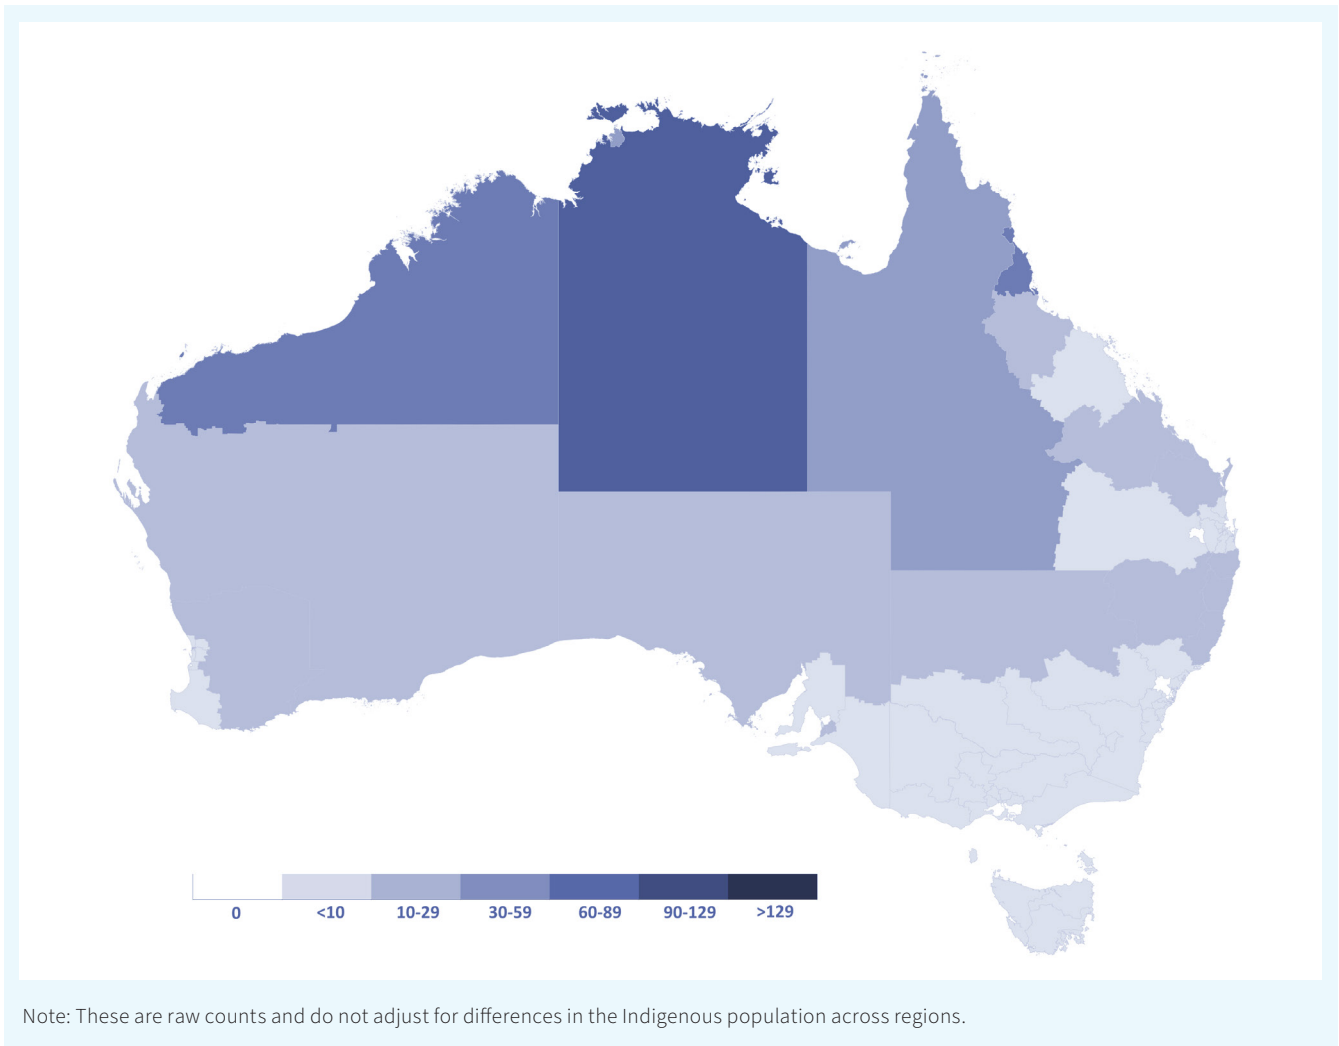 0 <10 10-29 30-59 60-89 90-129 >129
Note: These are raw counts and do not adjust for differences in the Indigenous population across regions.